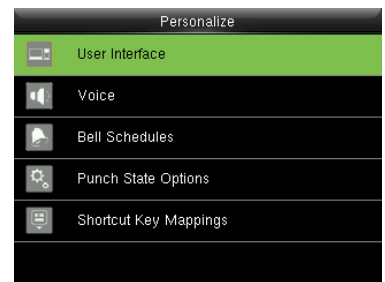 Personalize
User Interface
Voice
Bell Schedules
Punch State Options
Shortcut Key Mappings